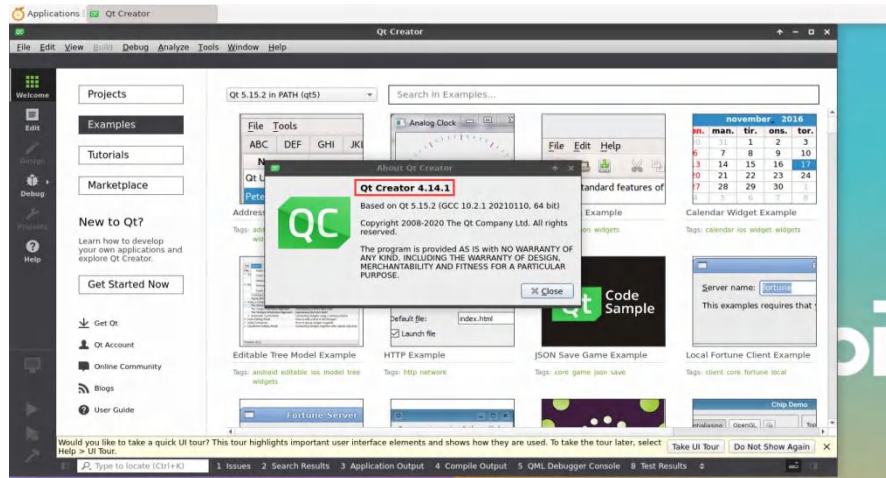 Applications
Qt Creator
Qt Creator
File Edit View Build Debug Analyze Tools Window Help
Welcome
Edit
Design
Debug
Projects
Help
Projects
Examples
Tutorials
Marketplace
New to Qt?
Learn how to develop
your own applications and
explore Qt Creator.
Get Started Now
Get Qt
Qt Account
Online Community
Blogs
User Guide
Qt 5.15.2 in PATH (qt5)
Search in Examples...
File Tools
ABC DEF GHI JKL
Analog Clock
File Edit Help
november 2016
man. tir. ons. tor.
31 1 2 3
7 8 9 10
14 15 16 17
21 22 23 24
28 29 30 1
About Qt Creator
Qt Creator 4.14.1
Based on Qt 5.15.2 (GCC 10.2.1 20210110, 64 bit)
Copyright 2008-2020 The Qt Company Ltd. All rights
reserved.
The program is provided AS IS with NO WARRANTY OF
ANY KIND, INCLUDING THE WARRANTY OF DESIGN,
MERCHANTABILITY AND FITNESS FOR A PARTICULAR
PURPOSE.
Close
QC
standard features of
Example
Calendar Widget Example
Tags: calendar ios widget widgets
Default file: index.html
Launch file
Qt Code
Sample
Server name: fortune
This examples requires that
Editable Tree Model Example
Tags: android editable ios model tree
widgets
HTTP Example
Tags: http network
JSON Save Game Example
Tags: core game json save
Local Fortune Client Example
Tags: client core fortune local
Fortune Server
Chip Demo
OpenGL
Would you like to take a quick UI tour? This tour highlights important user interface elements and shows how they are used. To take the tour later, select
Help > UI Tour.
Take UI Tour
Do Not Show Again
Type to locate (Ctrl+K)
1 Issues 2 Search Results 3 Application Output 4 Compile Output 5 QML Debugger Console 8 Test Results